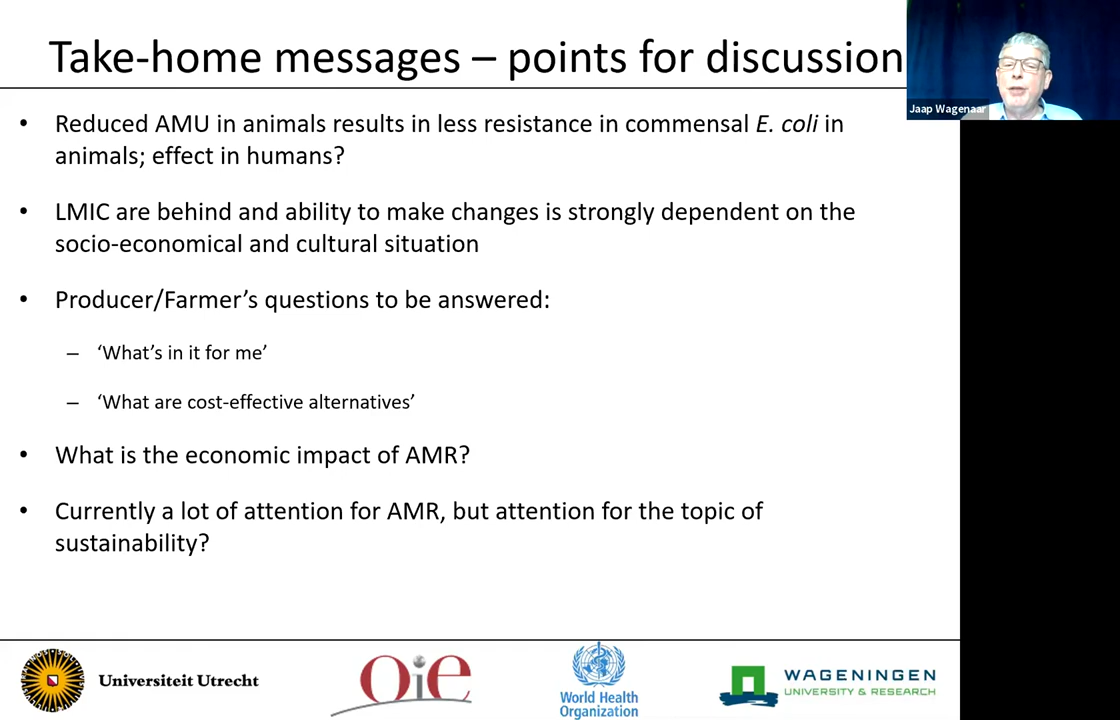 Take-home messages – points for discussion
Jaap Wagenaar
• Reduced AMU in animals results in less resistance in commensal E. coli in
animals; effect in humans?
• LMIC are behind and ability to make changes is strongly dependent on the
socio-economical and cultural situation
• Producer/Farmer’s questions to be answered:
– ‘What’s in it for me’
– ‘What are cost-effective alternatives’
• What is the economic impact of AMR?
• Currently a lot of attention for AMR, but attention for the topic of
sustainability?
Universiteit Utrecht
OiE
World Health
Organization
WAGENINGEN
UNIVERSITY & RESEARCH